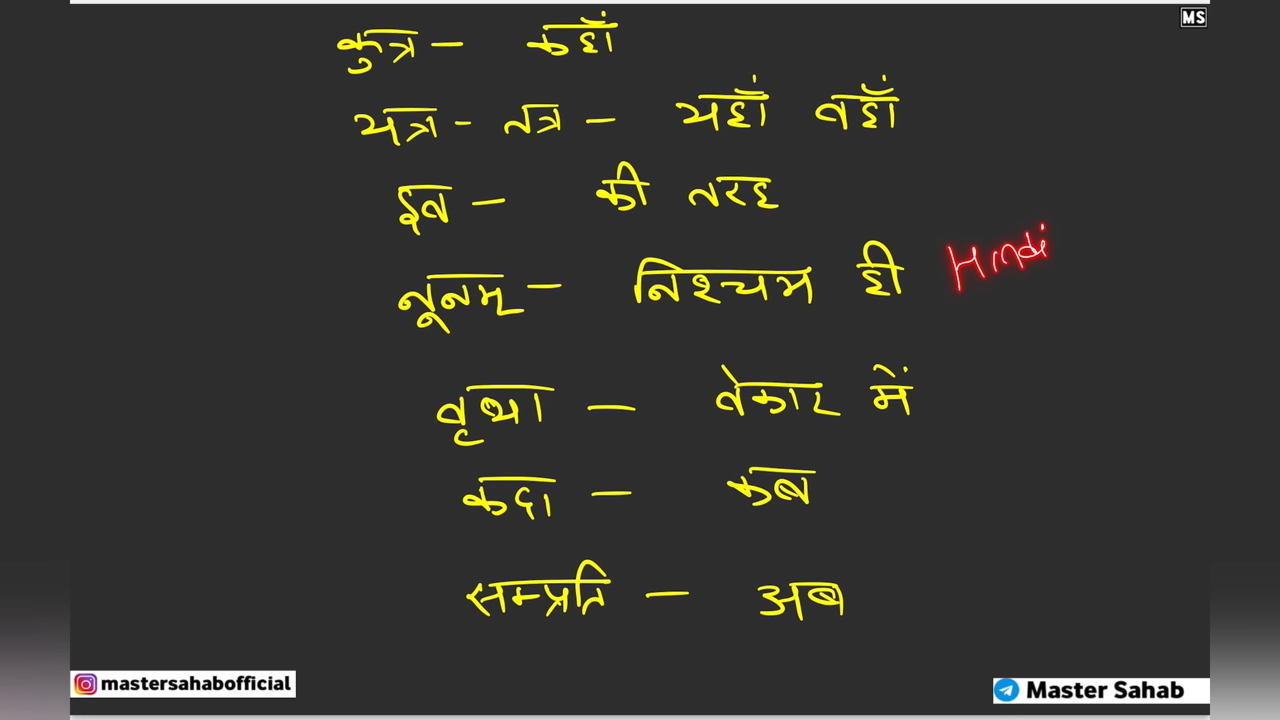 MS
कुत्र - कहाँ
यत्र - तत्र - यहाँ वहाँ
इव - की तरह
नूनम् - निश्चय ही
Hindi
वृथा - बेकार में
कदा - कब
सम्प्रति - अब
mastersahabofficial
Master Sahab